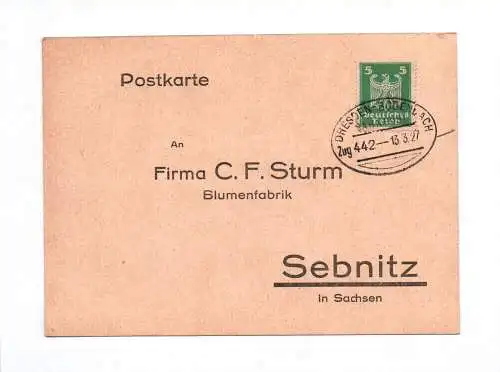 Postkarte
5 5
Deutsches
Reich
DRESDEN-BODENBACH
Zug 442 — 13.3.27
An
Firma C. F. Sturm
Blumenfabrik
Sebnitz
in Sachsen